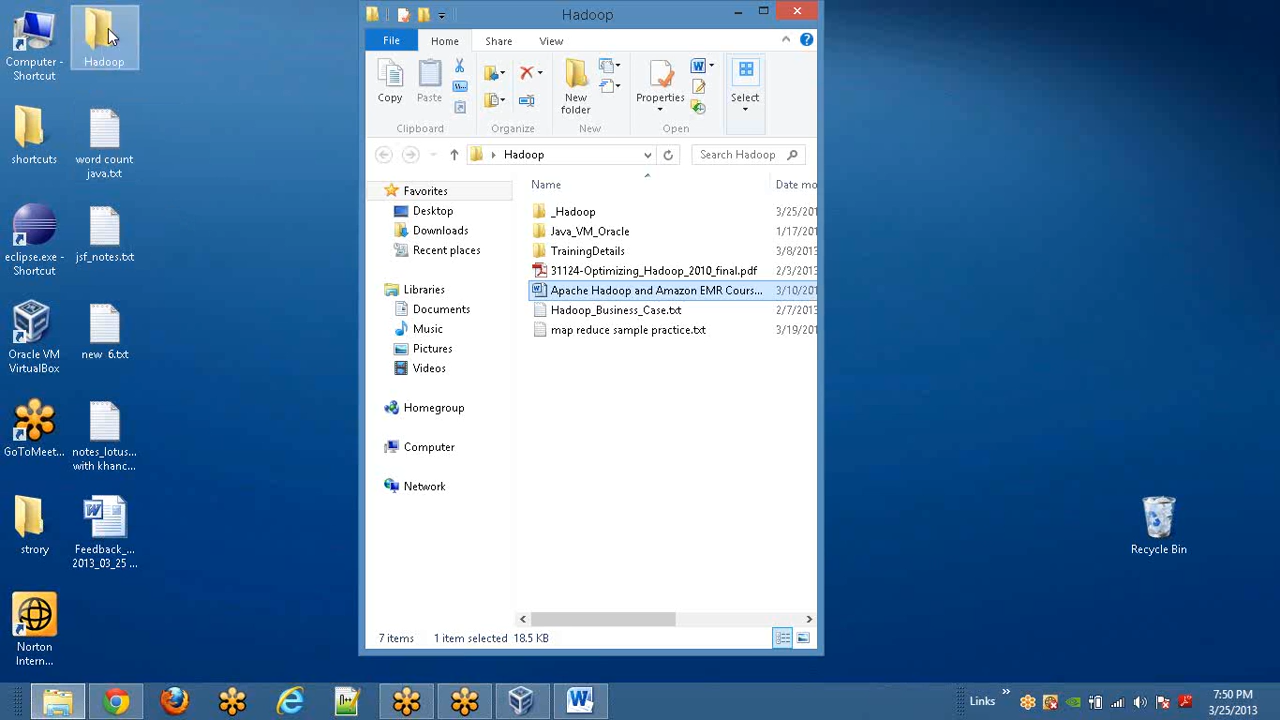 Computer -
Shortcut
Hadoop
shortcuts
word count
java.txt
eclipse.exe -
Shortcut
jsf_notes.txt
Oracle VM
VirtualBox
new 6.txt
GoToMeet...
notes_lotus...
with khanc...
strory
Feedback_...
2013_03_25 ...
Norton
Intern...
Hadoop
File
Home
Share
View
Copy
Paste
New
folder
Properties
Select
Clipboard
Organize
New
Open
Hadoop
Search Hadoop
Name
Date mo
Favorites
Desktop
Downloads
Recent places
Libraries
Documents
Music
Pictures
Videos
Homegroup
Computer
Network
_Hadoop
3/25/201
Java_VM_Oracle
1/17/201
TrainingDetails
3/8/2013
31124-Optimizing_Hadoop_2010_final.pdf
2/3/2013
Apache Hadoop and Amazon EMR Cours...
3/10/201
Hadoop_Business_Case.txt
2/7/2013
map reduce sample practice.txt
3/19/201
7 items
1 item selected 18.5 KB
Recycle Bin
Links
7:50 PM
3/25/2013